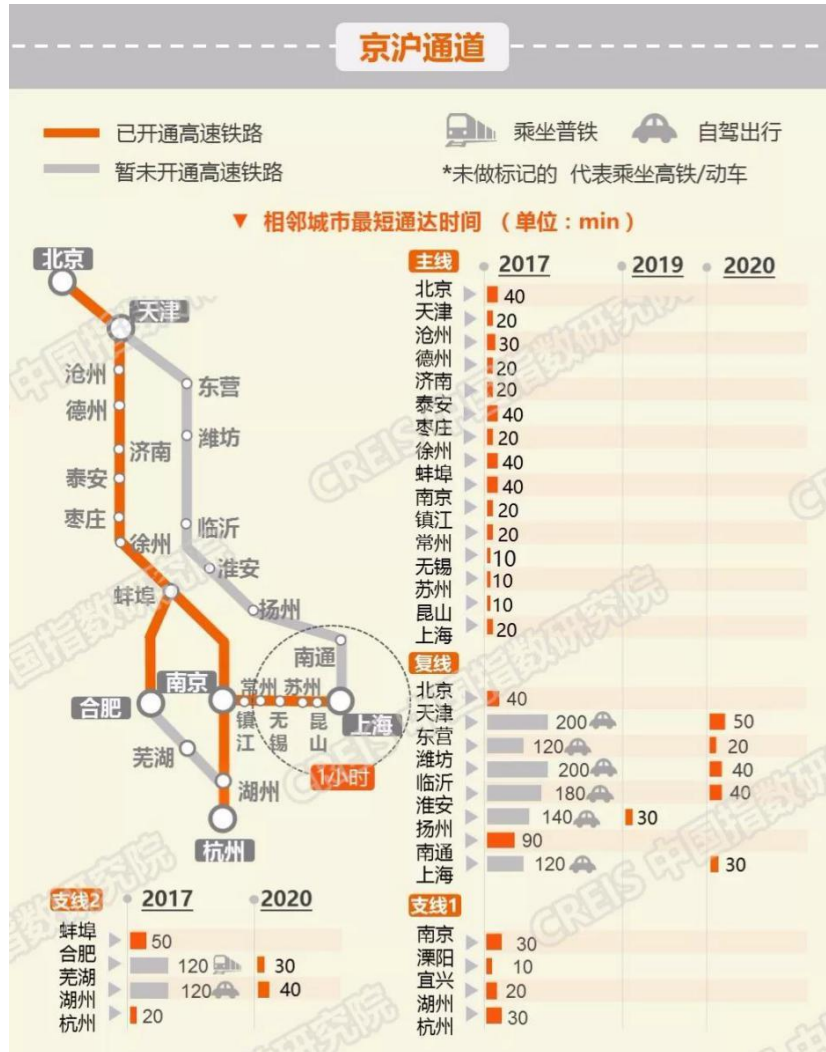 京沪通道
已开通高速铁路
乘坐普铁
自驾出行
暂未开通高速铁路
*未做标记的 代表乘坐高铁/动车
▼ 相邻城市最短通达时间 （单位：min）
北京
天津
沧州
东营
德州
潍坊
济南
泰安
枣庄
临沂
徐州
淮安
蚌埠
扬州
南通
南京
常州
苏州
合肥
镇江
无锡
昆山
上海
芜湖
1小时
湖州
杭州
主线
2017
2019
2020
北京
40
天津
20
沧州
30
德州
20
济南
20
泰安
40
枣庄
20
徐州
40
蚌埠
40
南京
20
镇江
20
常州
10
无锡
10
苏州
10
昆山
20
上海
复线
北京
40
天津
200
50
东营
120
20
潍坊
200
40
临沂
180
40
淮安
140
30
扬州
90
南通
120
30
上海
支线2
2017
2020
蚌埠
50
合肥
120
30
芜湖
120
40
湖州
20
杭州
支线1
南京
30
溧阳
10
宜兴
20
湖州
30
杭州
CREIS 中国指数研究院